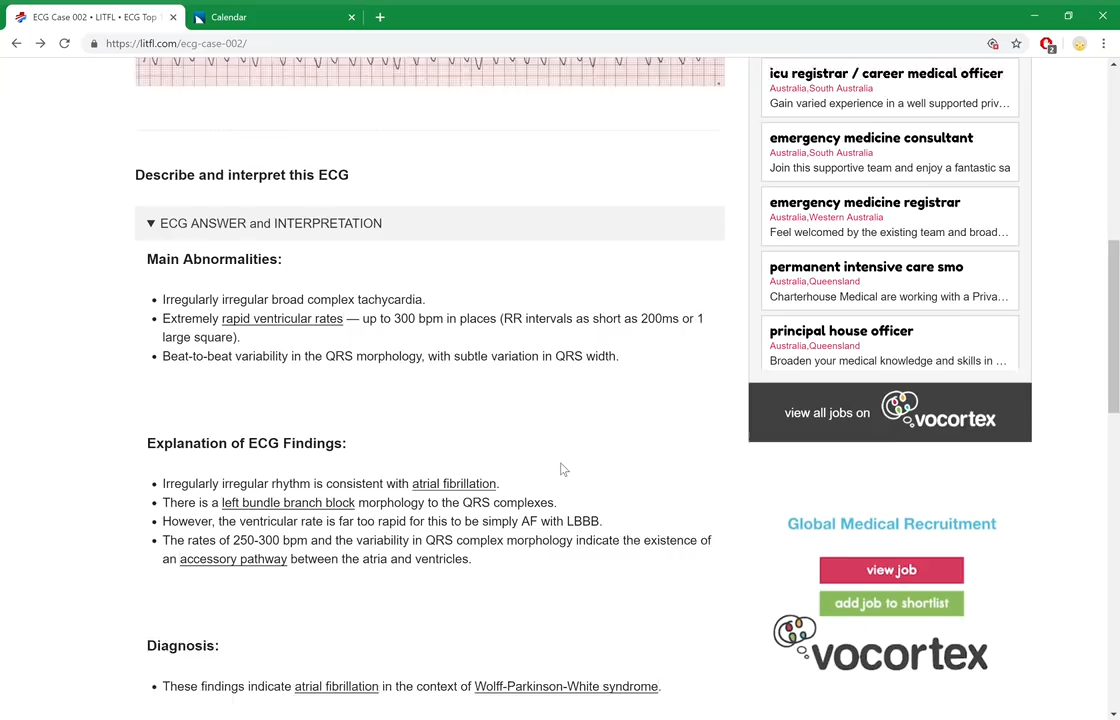 ECG Case 002 • LITFL • ECG Top
Calendar
https://litfl.com/ecg-case-002/
2
Describe and interpret this ECG
▼ ECG ANSWER and INTERPRETATION
Main Abnormalities:
• Irregularly irregular broad complex tachycardia.
• Extremely rapid ventricular rates — up to 300 bpm in places (RR intervals as short as 200ms or 1
large square).
• Beat-to-beat variability in the QRS morphology, with subtle variation in QRS width.
Explanation of ECG Findings:
• Irregularly irregular rhythm is consistent with atrial fibrillation.
• There is a left bundle branch block morphology to the QRS complexes.
• However, the ventricular rate is far too rapid for this to be simply AF with LBBB.
• The rates of 250-300 bpm and the variability in QRS complex morphology indicate the existence of
an accessory pathway between the atria and ventricles.
Diagnosis:
• These findings indicate atrial fibrillation in the context of Wolff-Parkinson-White syndrome.
icu registrar / career medical officer
Australia,South Australia
Gain varied experience in a well supported priv…
emergency medicine consultant
Australia,South Australia
Join this supportive team and enjoy a fantastic sa
emergency medicine registrar
Australia,Western Australia
Feel welcomed by the existing team and broad…
permanent intensive care smo
Australia,Queensland
Charterhouse Medical are working with a Priva…
principal house officer
Australia,Queensland
Broaden your medical knowledge and skills in …
view all jobs on vocortex
Global Medical Recruitment
view job
add job to shortlist
vocortex